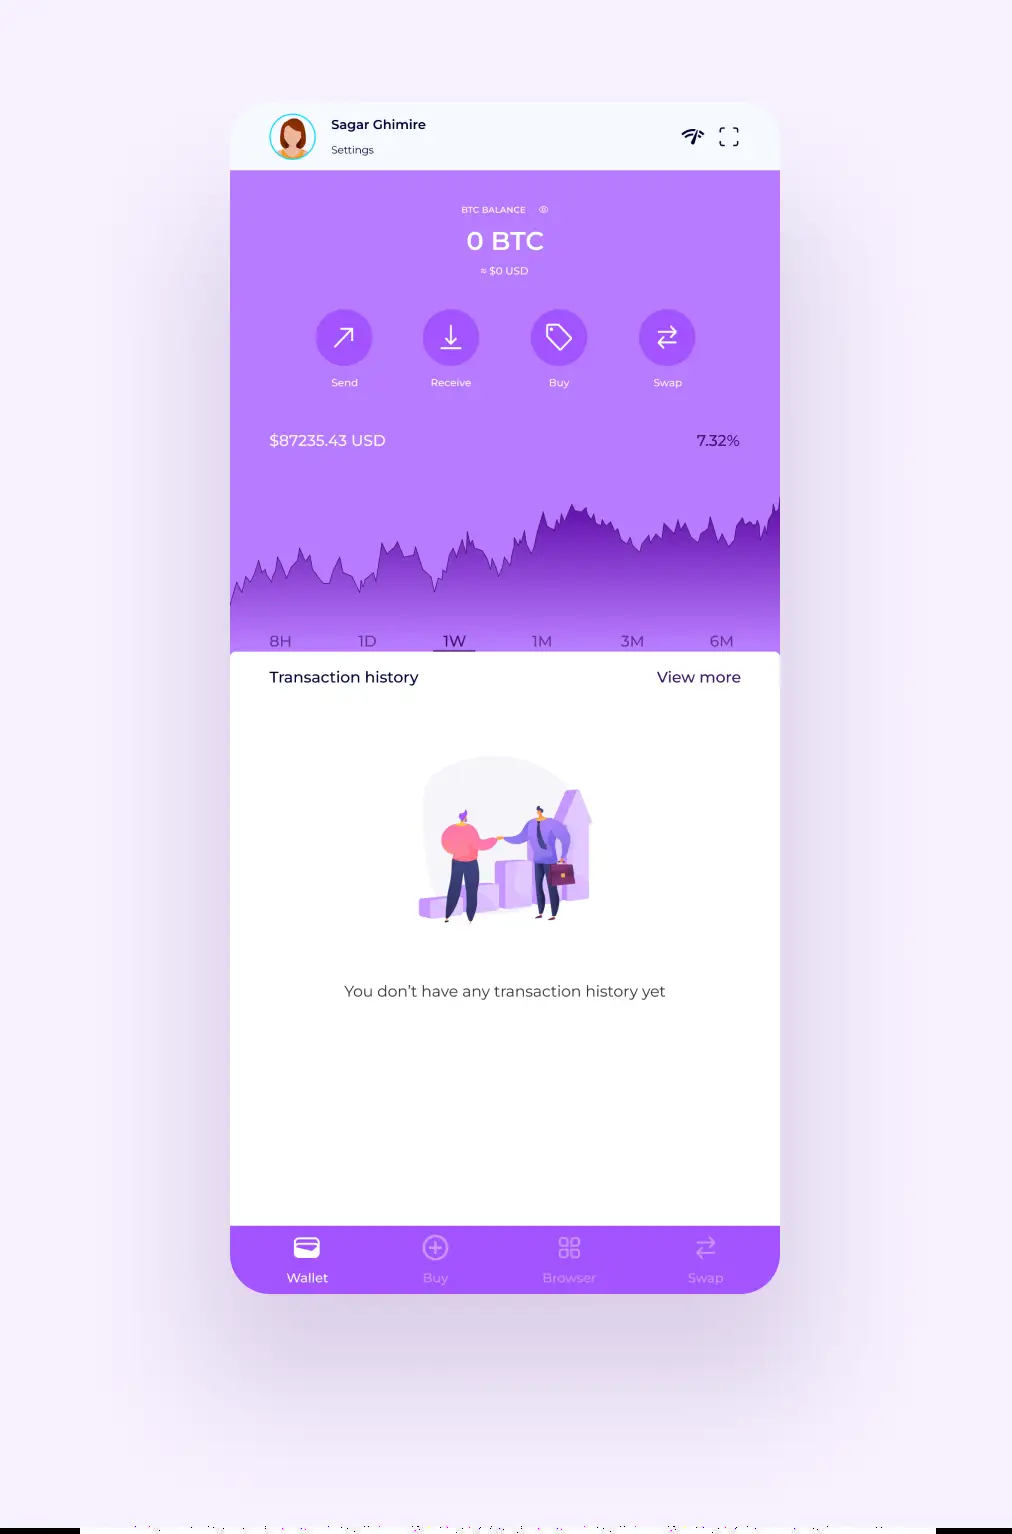 Sagar Ghimire
Settings
BTC BALANCE
0 BTC
≈ $0 USD
Send Receive Buy Swap
$87235.43 USD 7.32%
8H 1D 1W 1M 3M 6M
Transaction history View more
You don’t have any transaction history yet
Wallet Buy Browser Swap